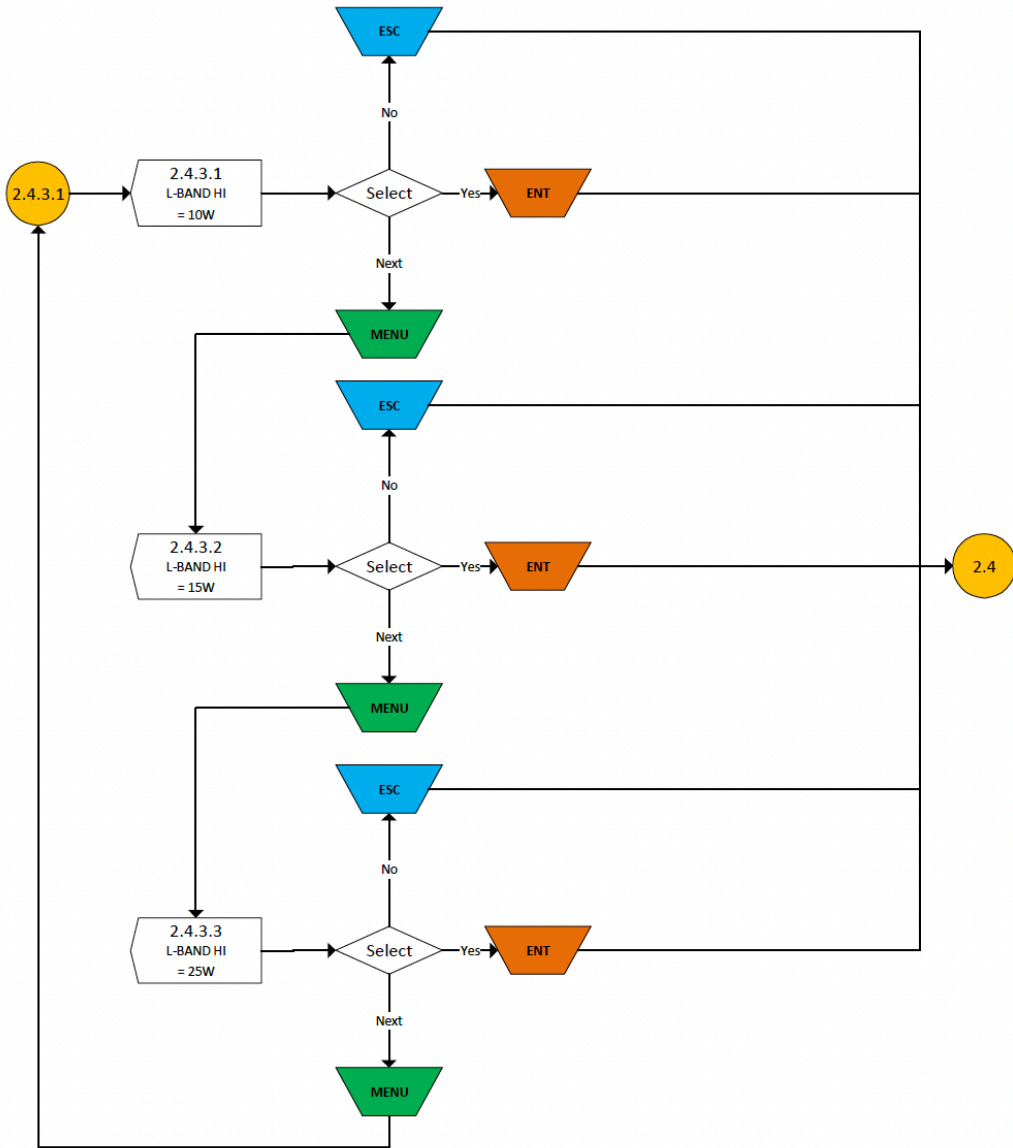 ESC
No
2.4.3.1
2.4.3.1
L-BAND HI
= 10W
Select
Yes
ENT
Next
MENU
ESC
No
2.4.3.2
L-BAND HI
= 15W
Select
Yes
ENT
2.4
Next
MENU
ESC
No
2.4.3.3
L-BAND HI
= 25W
Select
Yes
ENT
Next
MENU